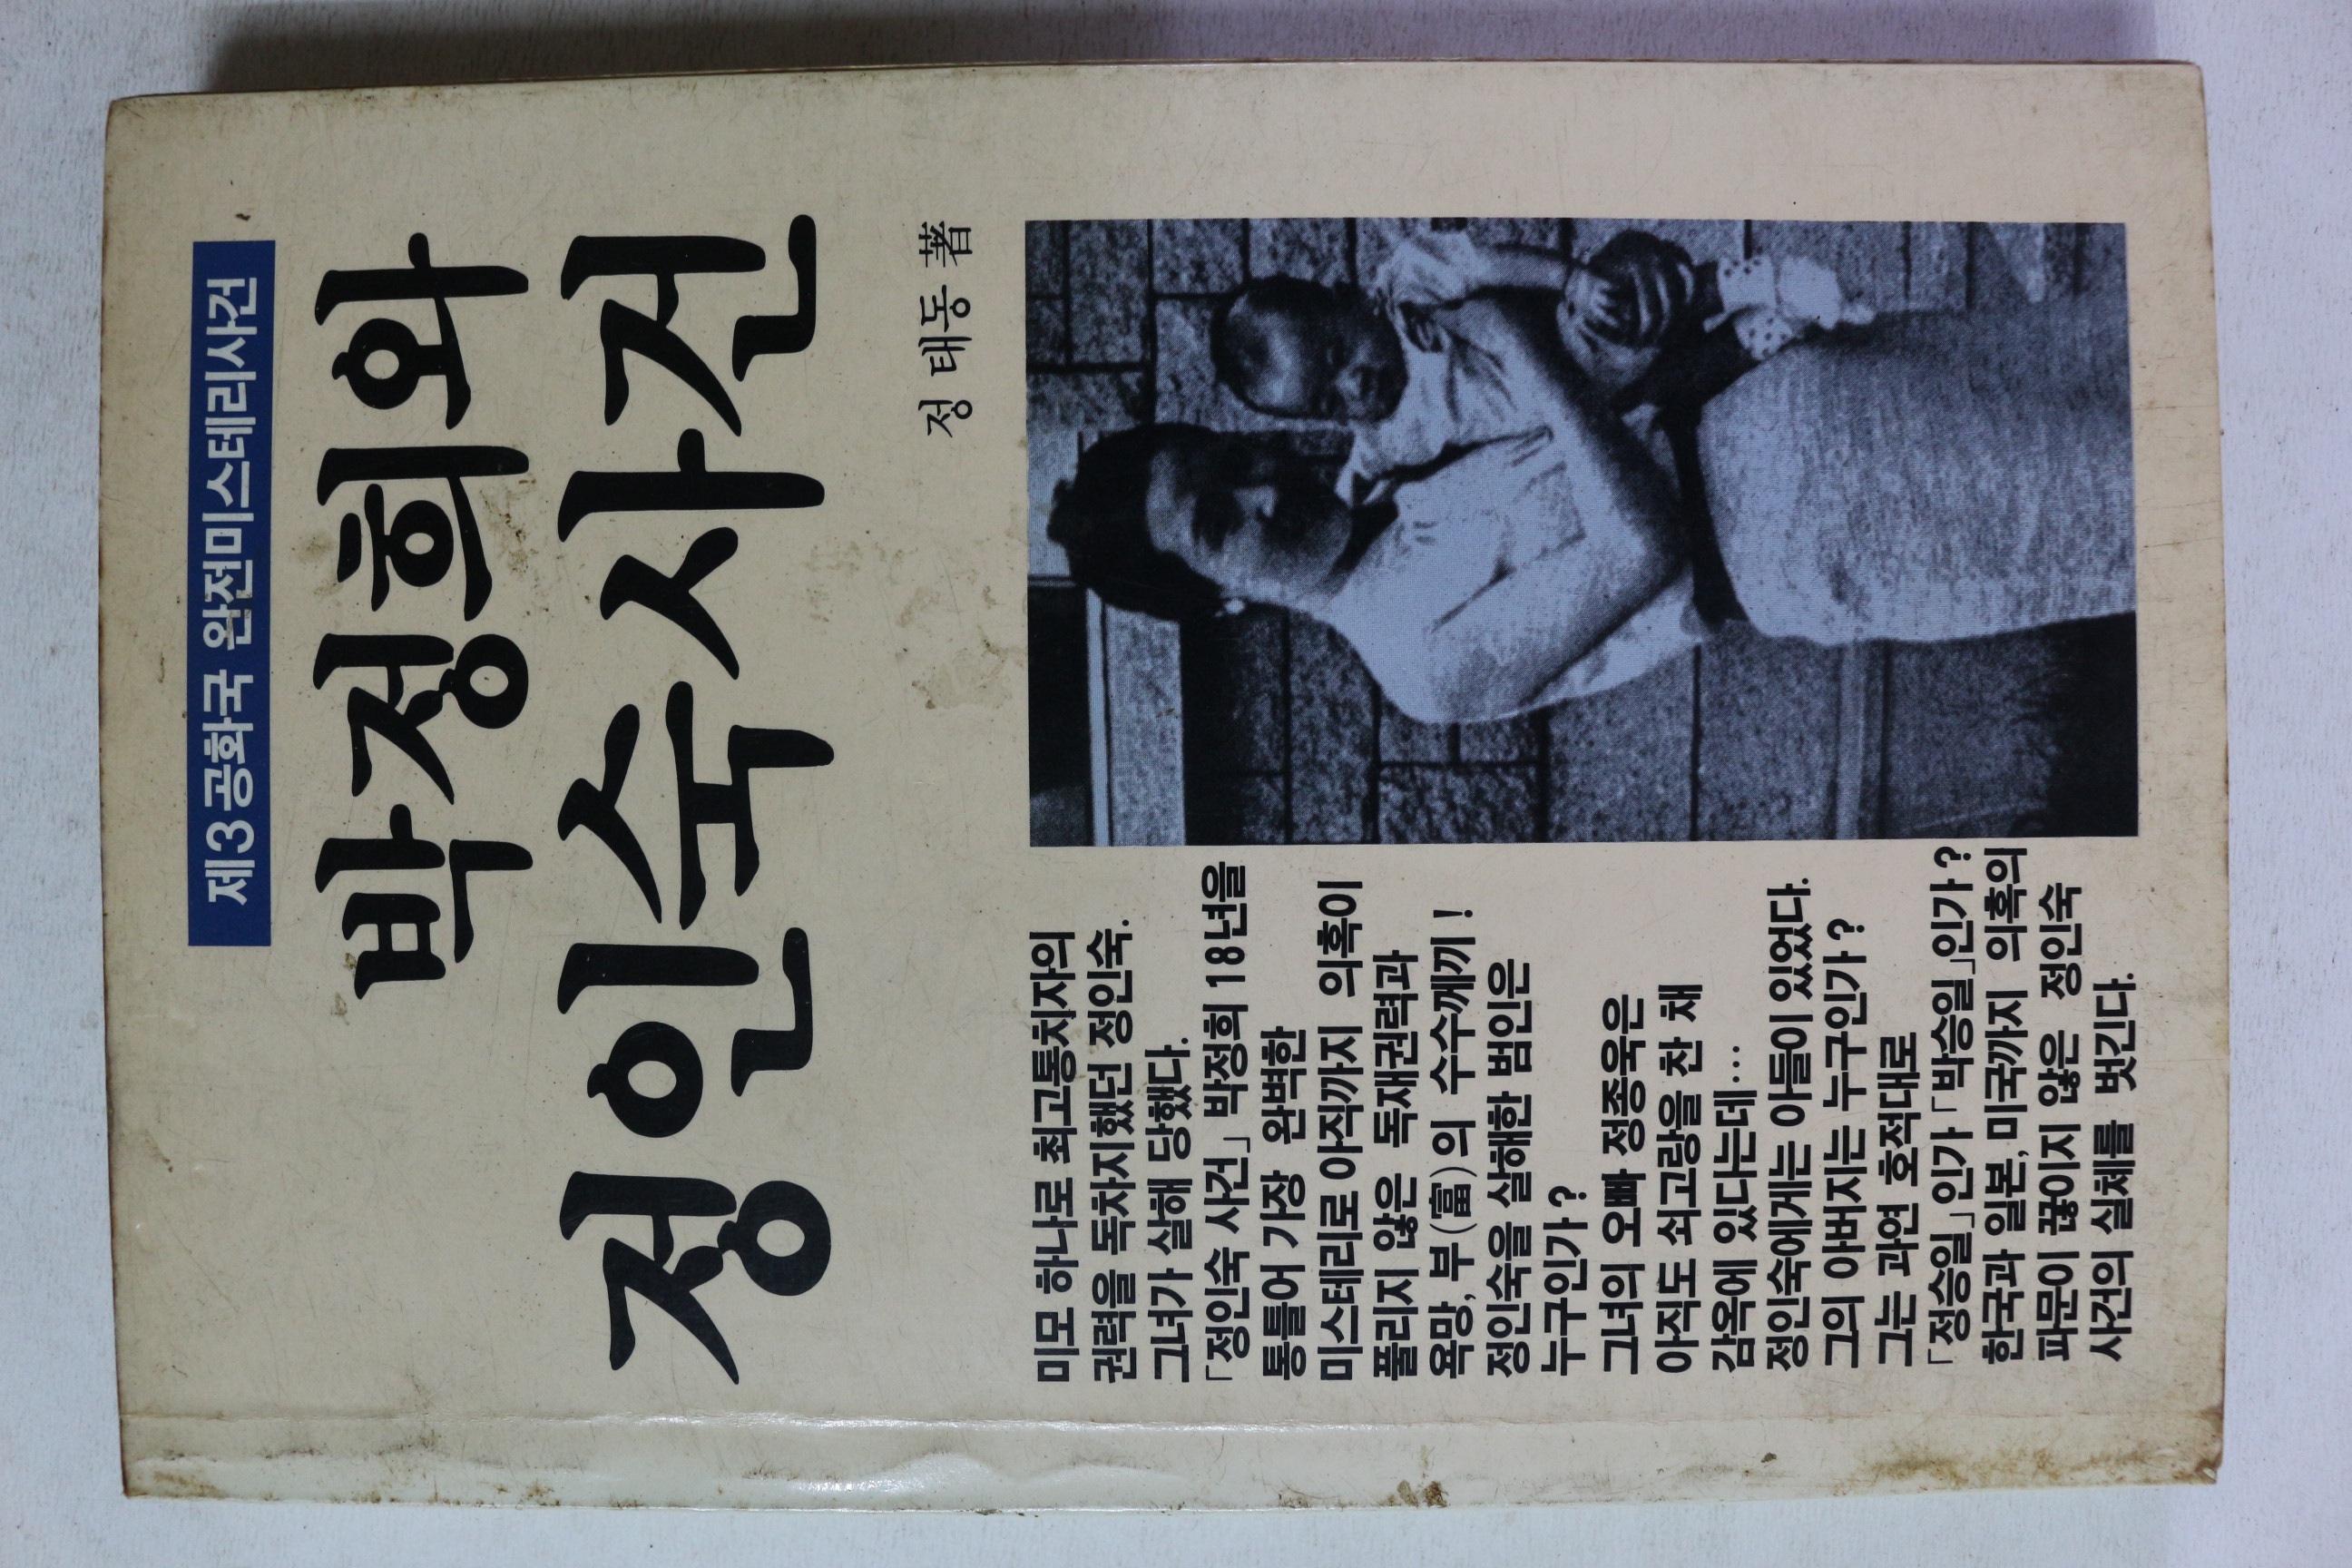 제3공화국 완전미스테리사건
박정희와
정인숙사건
정 태동 著
미모 하나로 최고통치자의
권력을 독차지했던 정인숙.
그녀가 살해 당했다.
「정인숙 사건」 박정희 18년을
통틀어 가장 완벽한
미스테리로 아직까지 의혹이
풀리지 않은 독재권력과
욕망, 부(富)의 수수께끼!
정인숙을 살해한 범인은
누구인가?
그녀의 오빠 정종욱은
아직도 쇠고랑을 찬 채
감옥에 있다는데…
정인숙에게는 아들이 있었다.
그의 아버지는 누구인가?
그는 과연 호적대로
「정승일」인가 「박승일」인가?
한국과 일본, 미국까지 의혹의
파문이 끊이지 않은 정인숙
사건의 실체를 벗긴다.